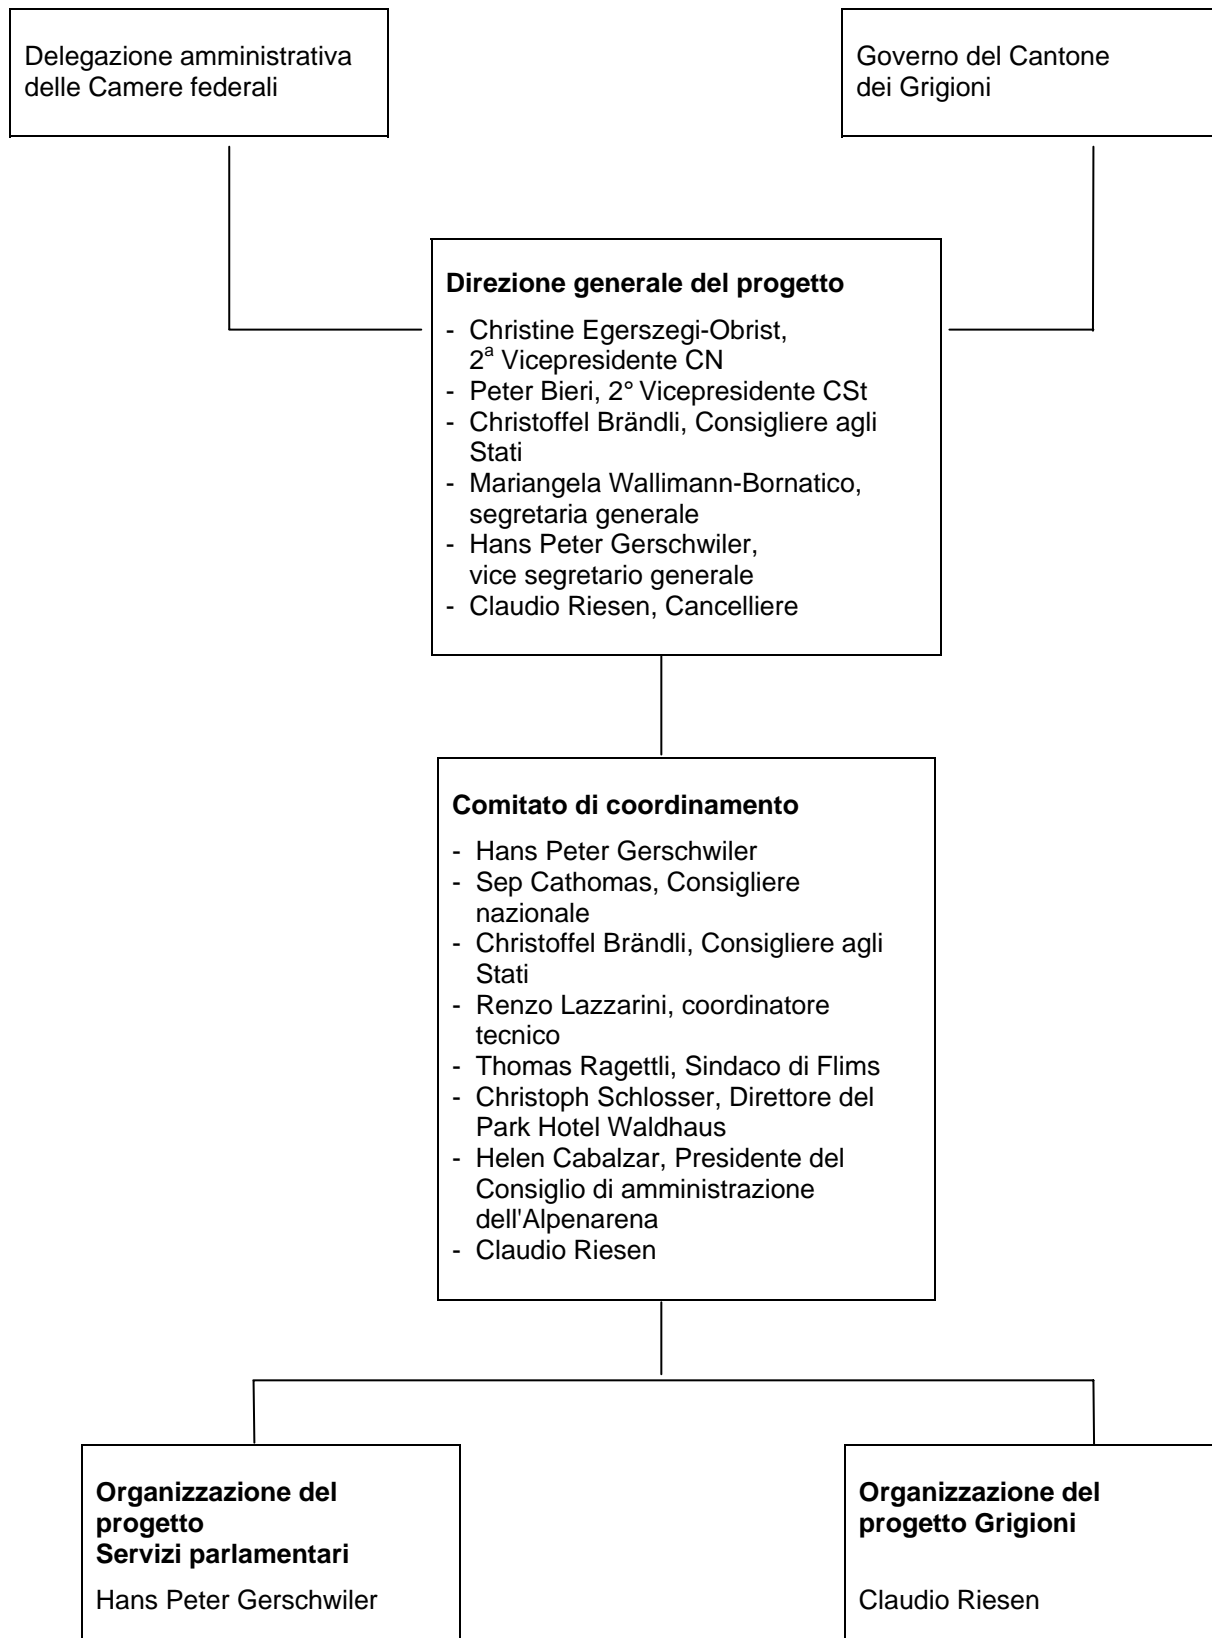 Delegazione amministrativa
delle Camere federali
Governo del Cantone
dei Grigioni
Direzione generale del progetto
- Christine Egerszegi-Obrist,
2ª Vicepresidente CN
- Peter Bieri, 2° Vicepresidente CSt
- Christoffel Brändli, Consigliere agli
Stati
- Mariangela Wallimann-Bornatico,
segretaria generale
- Hans Peter Gerschwiler,
vice segretario generale
- Claudio Riesen, Cancelliere
Comitato di coordinamento
- Hans Peter Gerschwiler
- Sep Cathomas, Consigliere
nazionale
- Christoffel Brändli, Consigliere agli
Stati
- Renzo Lazzarini, coordinatore
tecnico
- Thomas Ragettli, Sindaco di Flims
- Christoph Schlosser, Direttore del
Park Hotel Waldhaus
- Helen Cabalzar, Presidente del
Consiglio di amministrazione
dell'Alpenarena
- Claudio Riesen
Organizzazione del
progetto
Servizi parlamentari
Hans Peter Gerschwiler
Organizzazione del
progetto Grigioni
Claudio Riesen